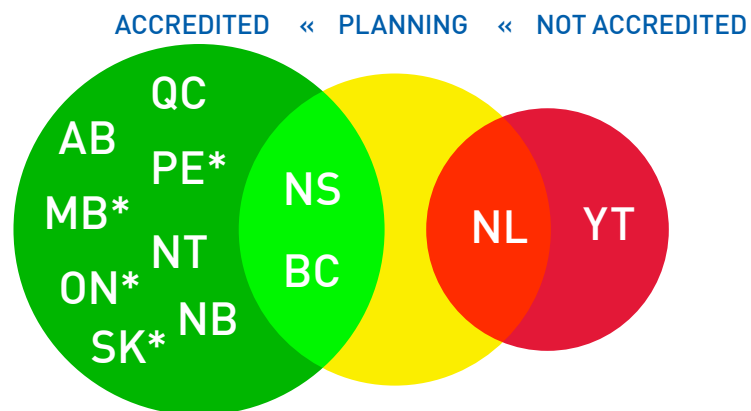 ACCREDITED « PLANNING « NOT ACCREDITED
QC
AB
PE*
MB*
NT
ON*
NB
SK*
NS
BC
NL
YT